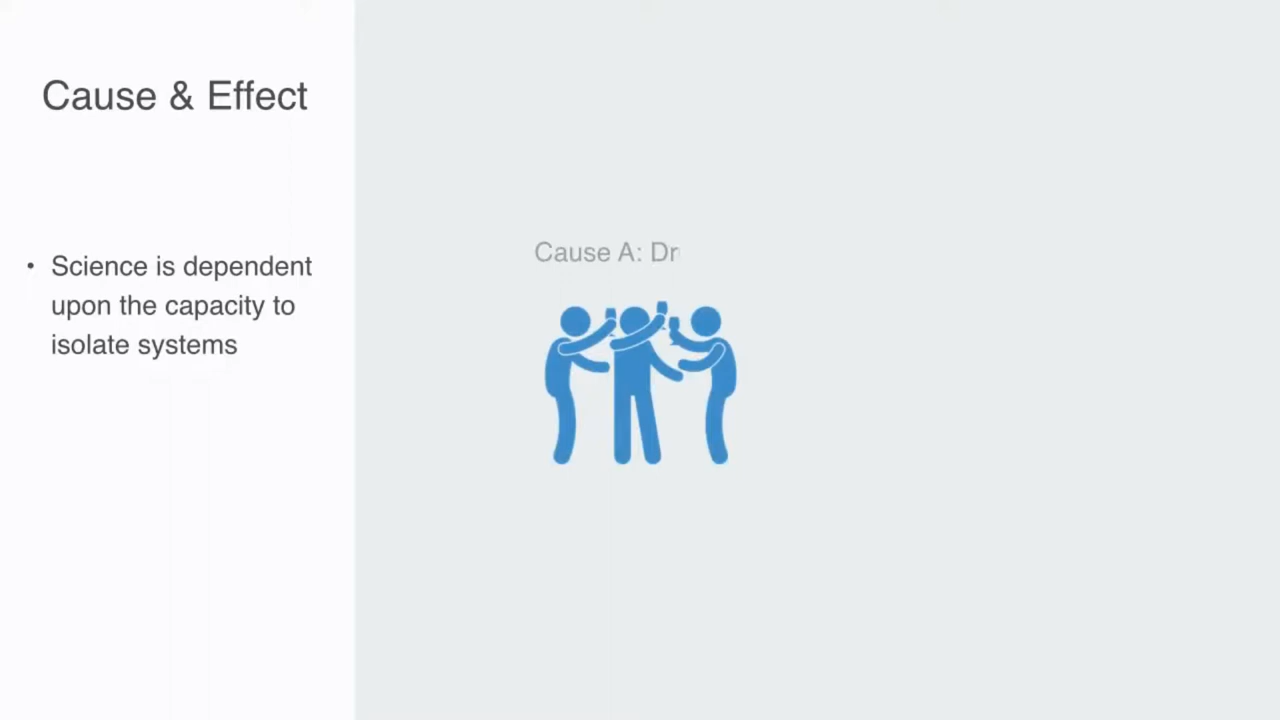 Cause & Effect
• Science is dependent
upon the capacity to
isolate systems
Cause A: Dr